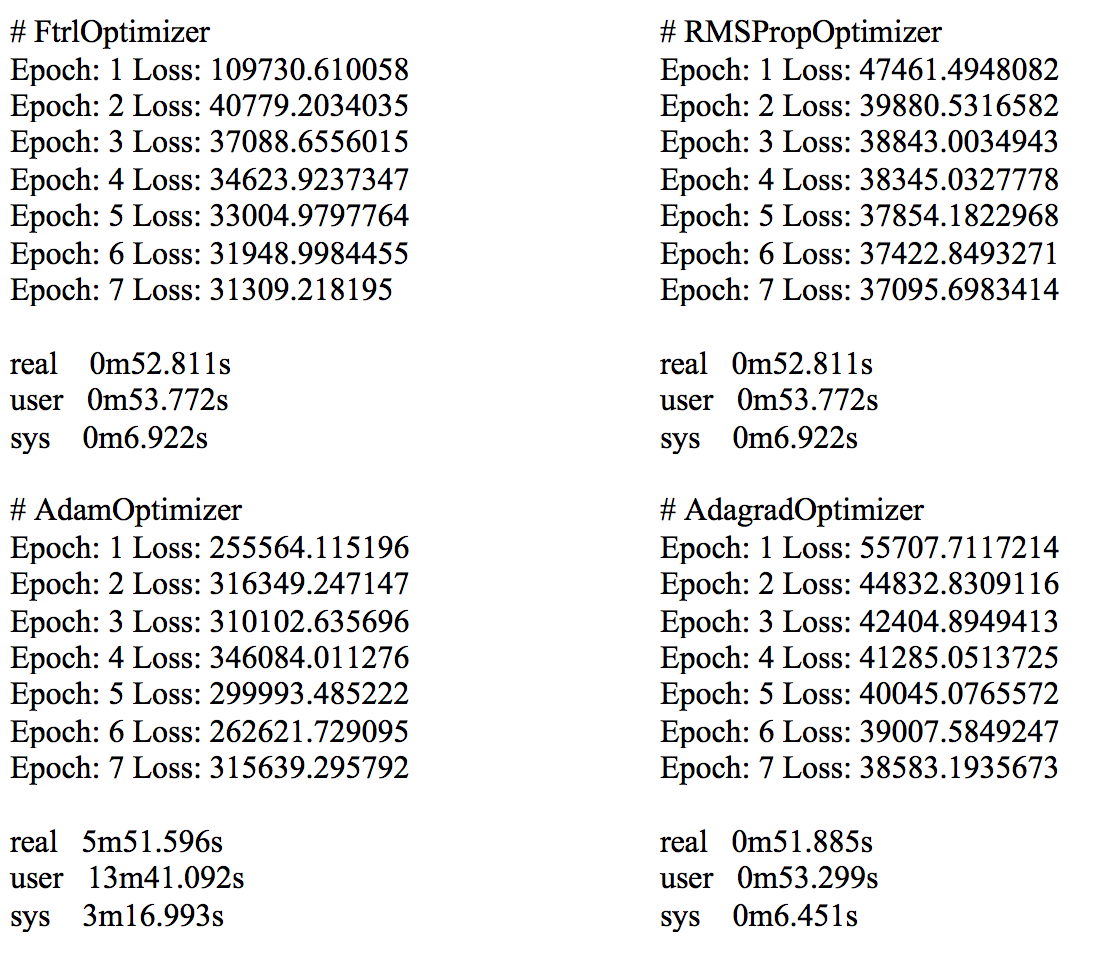 # FtrlOptimizer
Epoch: 1 Loss: 109730.610058
Epoch: 2 Loss: 40779.2034035
Epoch: 3 Loss: 37088.6556015
Epoch: 4 Loss: 34623.9237347
Epoch: 5 Loss: 33004.9797764
Epoch: 6 Loss: 31948.9984455
Epoch: 7 Loss: 31309.218195
real 0m52.811s
user 0m53.772s
sys 0m6.922s
# RMSPropOptimizer
Epoch: 1 Loss: 47461.4948082
Epoch: 2 Loss: 39880.5316582
Epoch: 3 Loss: 38843.0034943
Epoch: 4 Loss: 38345.0327778
Epoch: 5 Loss: 37854.1822968
Epoch: 6 Loss: 37422.8493271
Epoch: 7 Loss: 37095.6983414
real 0m52.811s
user 0m53.772s
sys 0m6.922s
# AdamOptimizer
Epoch: 1 Loss: 255564.115196
Epoch: 2 Loss: 316349.247147
Epoch: 3 Loss: 310102.635696
Epoch: 4 Loss: 346084.011276
Epoch: 5 Loss: 299993.485222
Epoch: 6 Loss: 262621.729095
Epoch: 7 Loss: 315639.295792
real 5m51.596s
user 13m41.092s
sys 3m16.993s
# AdagradOptimizer
Epoch: 1 Loss: 55707.7117214
Epoch: 2 Loss: 44832.8309116
Epoch: 3 Loss: 42404.8949413
Epoch: 4 Loss: 41285.0513725
Epoch: 5 Loss: 40045.0765572
Epoch: 6 Loss: 39007.5849247
Epoch: 7 Loss: 38583.1935673
real 0m51.885s
user 0m53.299s
sys 0m6.451s